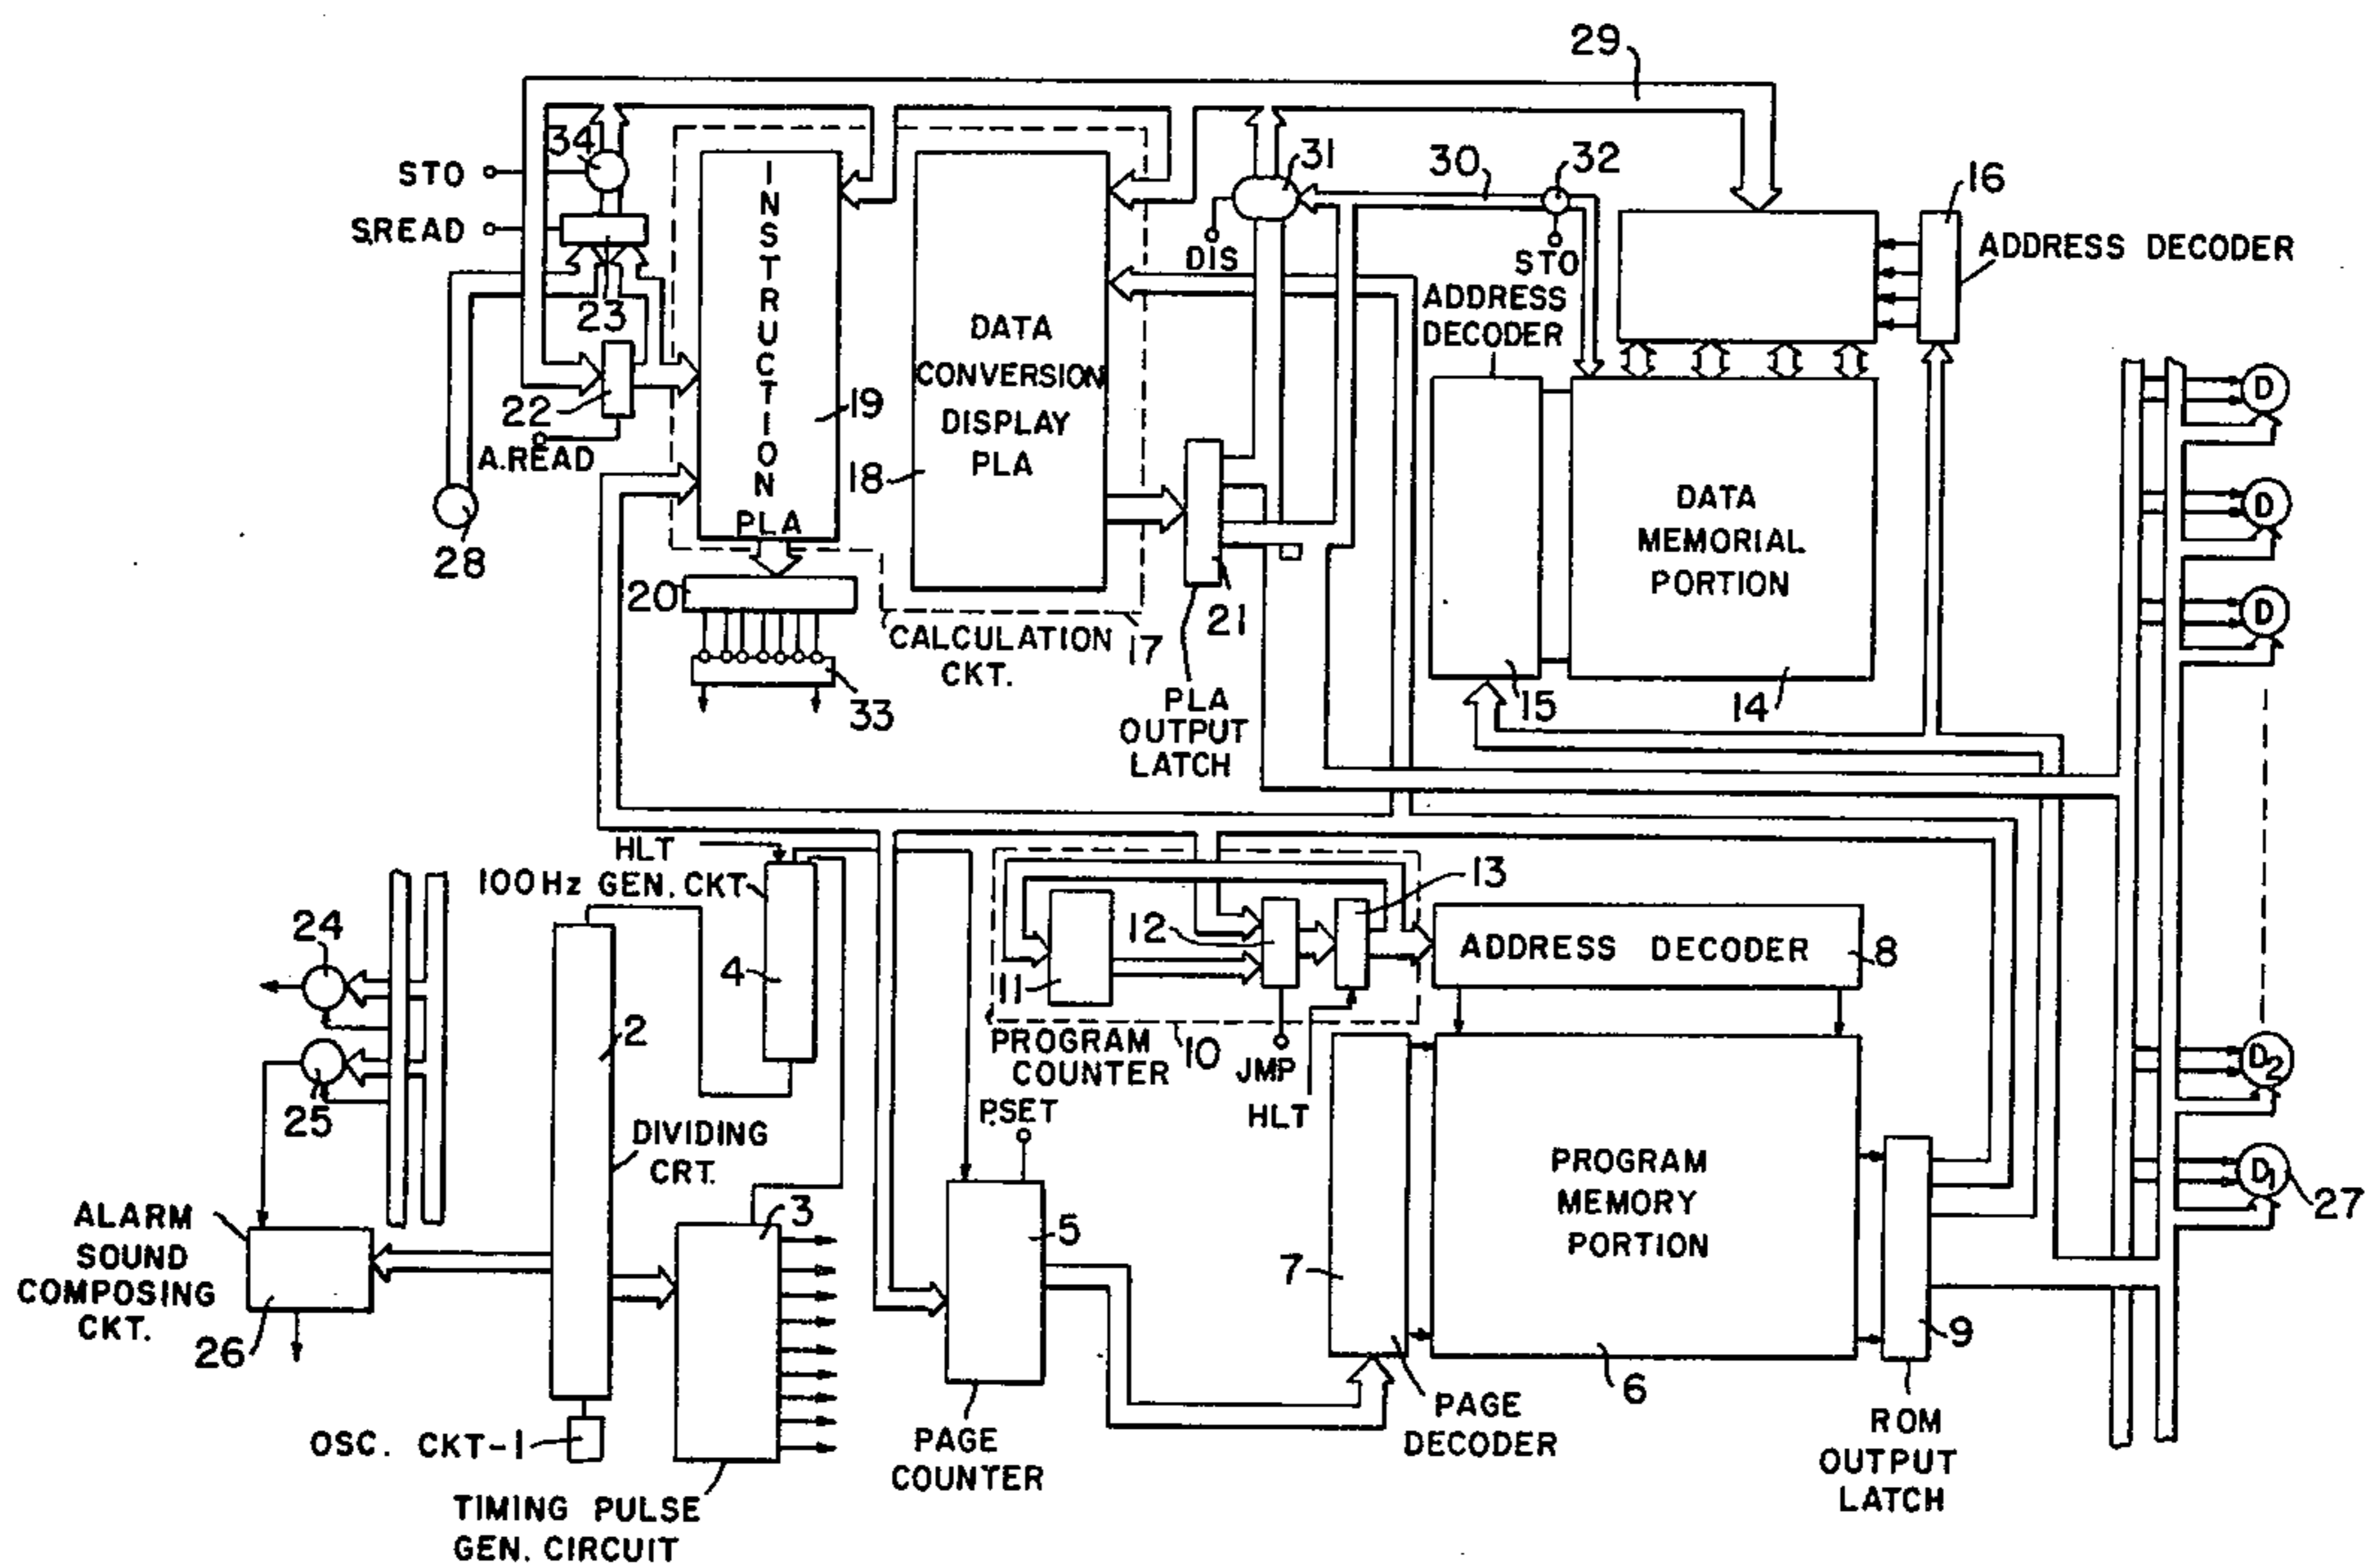 29
34
STO
31
30
32
16
S.READ
DIS
STO
ADDRESS DECODER
23
ADDRESS
DECODER
INSTRUCTION
PLA
DATA
CONVERSION
DISPLAY
PLA
22
19
18
A.READ
D
28
D
DATA
MEMORIAL
PORTION
20
21
D
CALCULATION
CKT.
17
33
PLA
OUTPUT
LATCH
15
14
HLT
100Hz GEN. CKT
13
24
12
ADDRESS DECODER
8
4
11
2
PROGRAM
COUNTER
10
JMP
HLT
D2
25
P.SET
DIVIDING
CRT.
PROGRAM
MEMORY
PORTION
D1
27
ALARM
SOUND
COMPOSING
CKT.
3
5
7
26
9
6
OSC. CKT-1
PAGE
COUNTER
PAGE
DECODER
ROM
OUTPUT
LATCH
TIMING PULSE
GEN. CIRCUIT